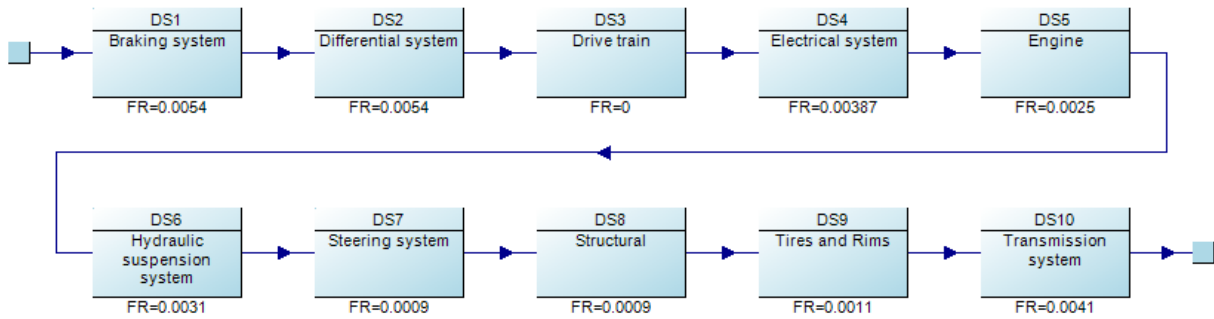 DS1
Braking system
FR=0.0054
DS2
Differential system
FR=0.0054
DS3
Drive train
FR=0
DS4
Electrical system
FR=0.00387
DS5
Engine
FR=0.0025
DS6
Hydraulic
suspension
system
FR=0.0031
DS7
Steering system
FR=0.0009
DS8
Structural
FR=0.0009
DS9
Tires and Rims
FR=0.0011
DS10
Transmission
system
FR=0.0041